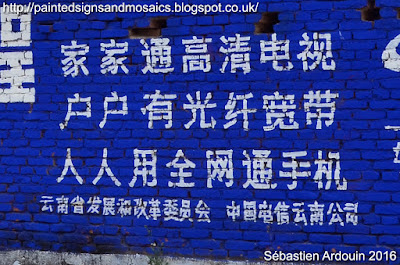 http://paintedsignsandmosaics.blogspot.co.uk/
家家通高清电视
户户有光纤宽带
人人用全网通手机
云南省发展和改革委员会 中国电信云南公司
Sébastien Ardouin 2016